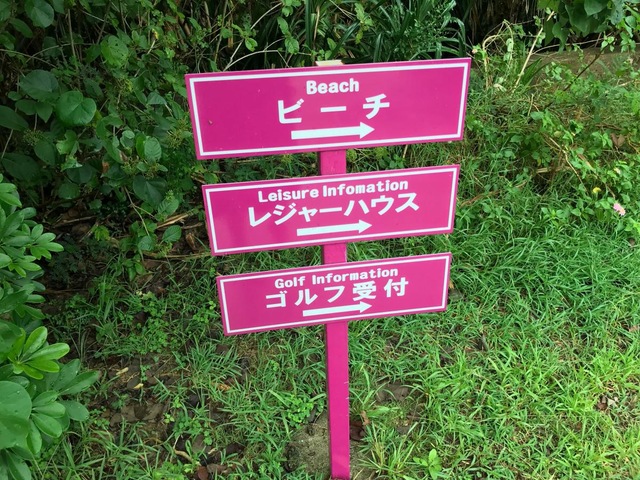 Beach
ビーチ
Leisure Infomation
レジャーハウス
Golf Information
ゴルフ受付